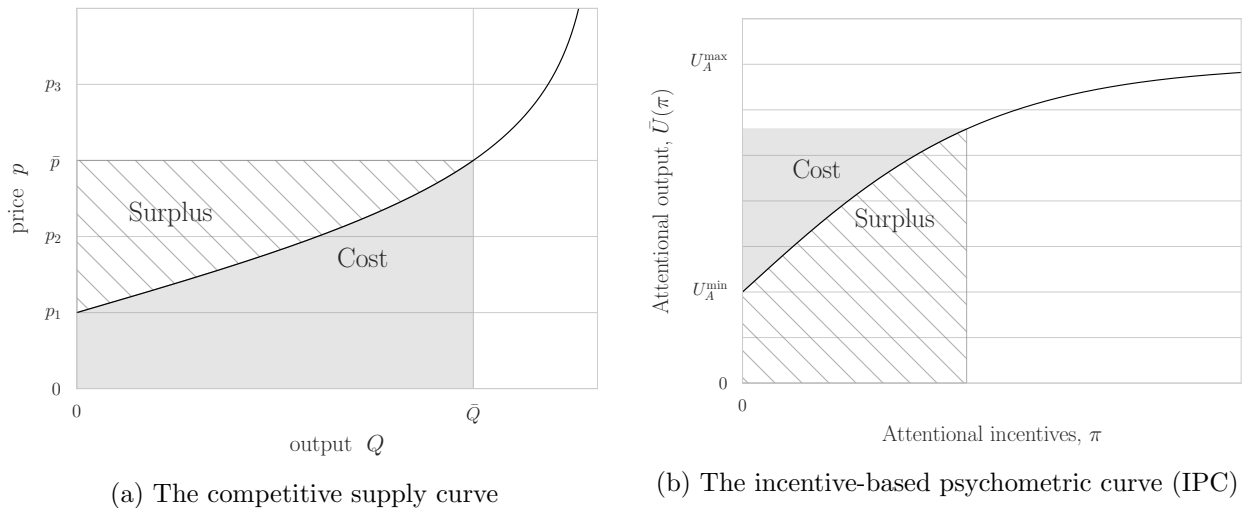 price p
p₃
p̄
p₂
p₁
0
Surplus
Cost
0
Q̄
output Q
(a) The competitive supply curve
Attentional output, Ū(π)
U_A^max
U_A^min
0
Cost
Surplus
0
Attentional incentives, π
(b) The incentive-based psychometric curve (IPC)